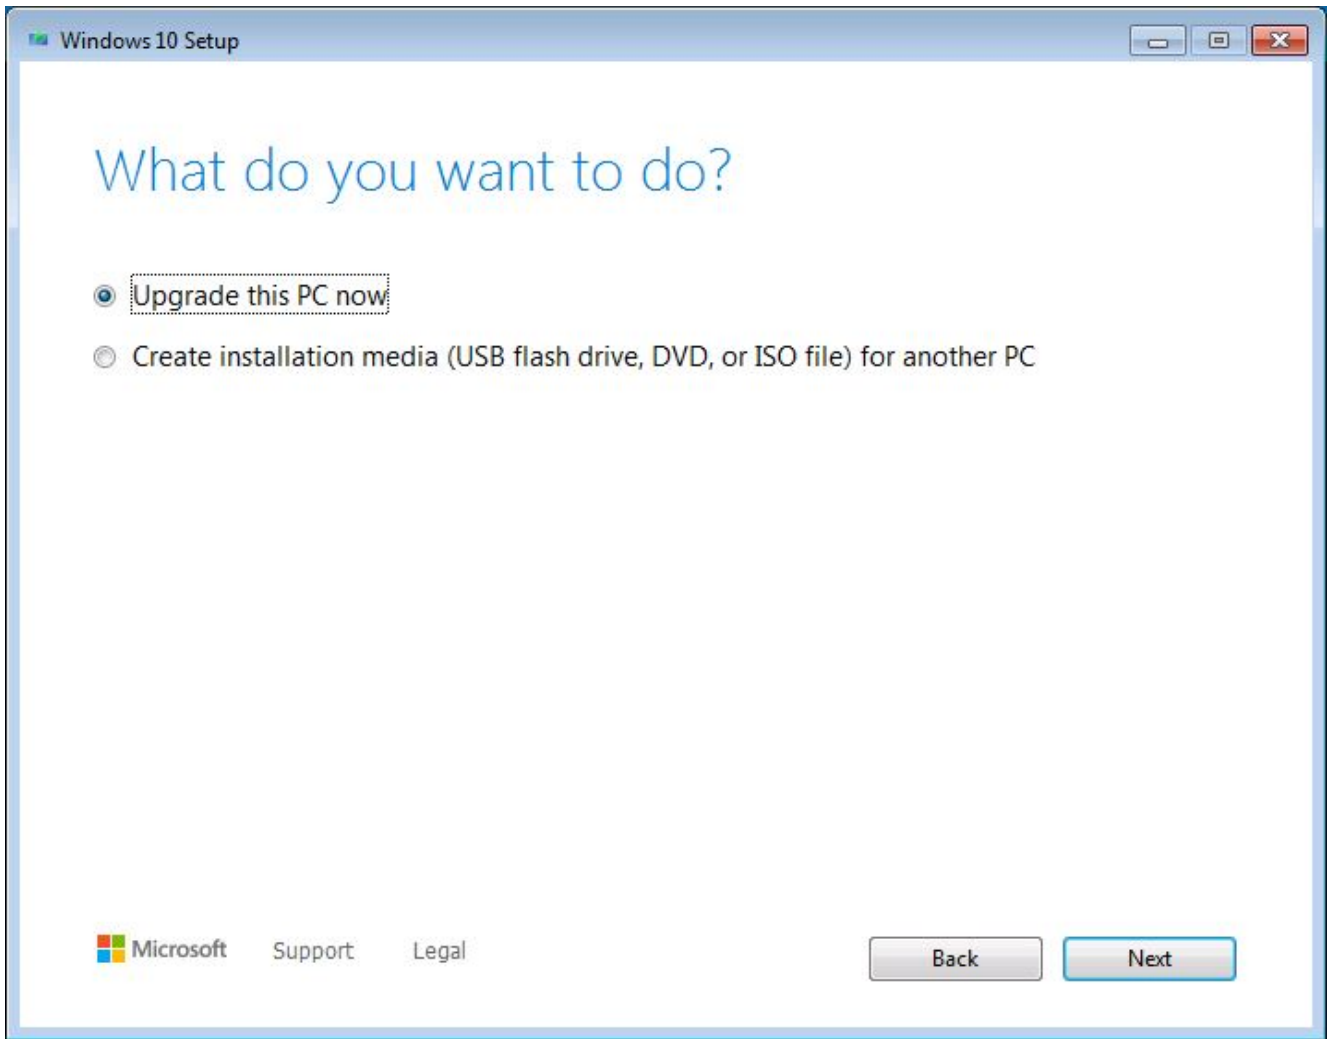 Windows 10 Setup
What do you want to do?
Upgrade this PC now
Create installation media (USB flash drive, DVD, or ISO file) for another PC
Microsoft Support Legal Back Next